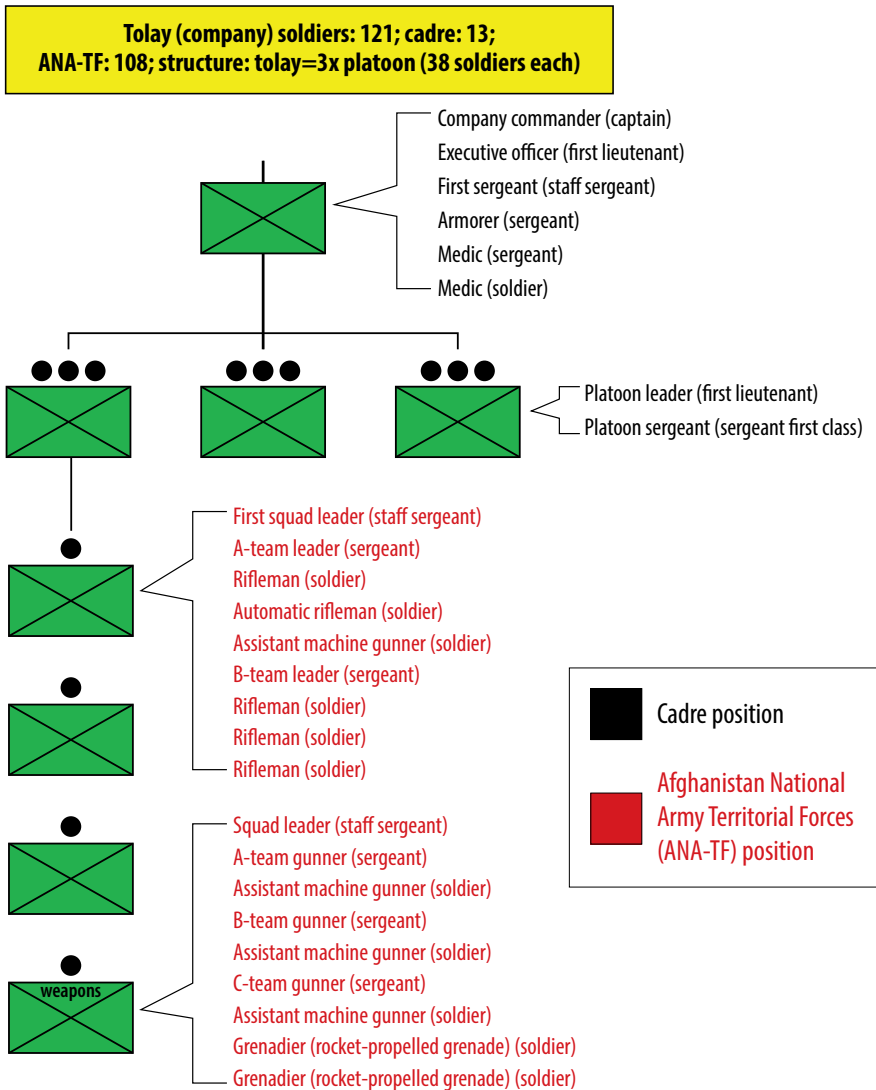 Tolay (company) soldiers: 121; cadre: 13;
ANA-TF: 108; structure: tolay=3x platoon (38 soldiers each)
Company commander (captain)
Executive officer (first lieutenant)
First sergeant (staff sergeant)
Armorer (sergeant)
Medic (sergeant)
Medic (soldier)
Platoon leader (first lieutenant)
Platoon sergeant (sergeant first class)
First squad leader (staff sergeant)
A-team leader (sergeant)
Rifleman (soldier)
Automatic rifleman (soldier)
Assistant machine gunner (soldier)
B-team leader (sergeant)
Rifleman (soldier)
Rifleman (soldier)
Rifleman (soldier)
Cadre position
Afghanistan National
Army Territorial Forces
(ANA-TF) position
weapons
Squad leader (staff sergeant)
A-team gunner (sergeant)
Assistant machine gunner (soldier)
B-team gunner (sergeant)
Assistant machine gunner (soldier)
C-team gunner (sergeant)
Assistant machine gunner (soldier)
Grenadier (rocket-propelled grenade) (soldier)
Grenadier (rocket-propelled grenade) (soldier)